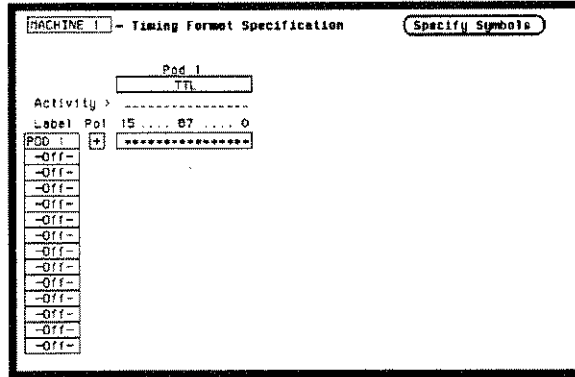 MACHINE 1 - Timing Format Specification
Specify Symbols
Pod 1
TTL
Activity > ----------------
Label Pol 15 .... 87 .... 0
POD 1 + ****************
-Off-
-Off-
-Off-
-Off-
-Off-
-Off-
-Off-
-Off-
-Off-
-Off-
-Off-
-Off-
-Off-